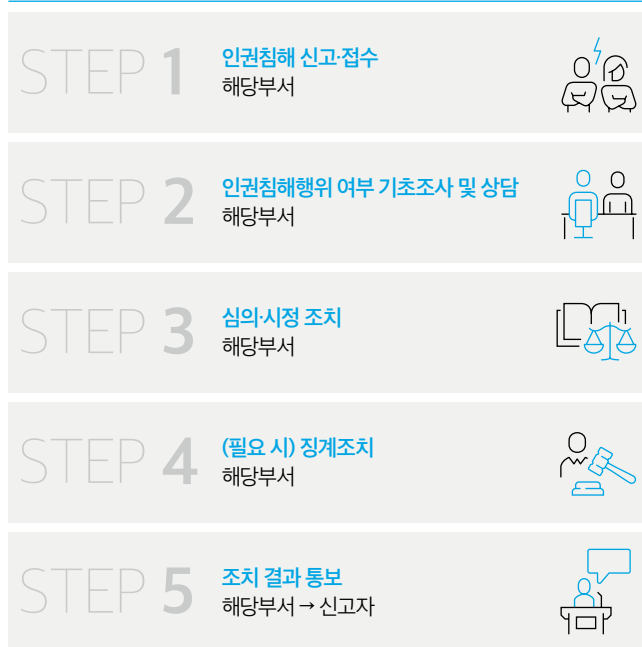 STEP 1
인권침해 신고·접수
해당부서
STEP 2
인권침해행위 여부 기초조사 및 상담
해당부서
STEP 3
심의·시정 조치
해당부서
STEP 4
(필요 시) 징계조치
해당부서
STEP 5
조치 결과 통보
해당부서 → 신고자